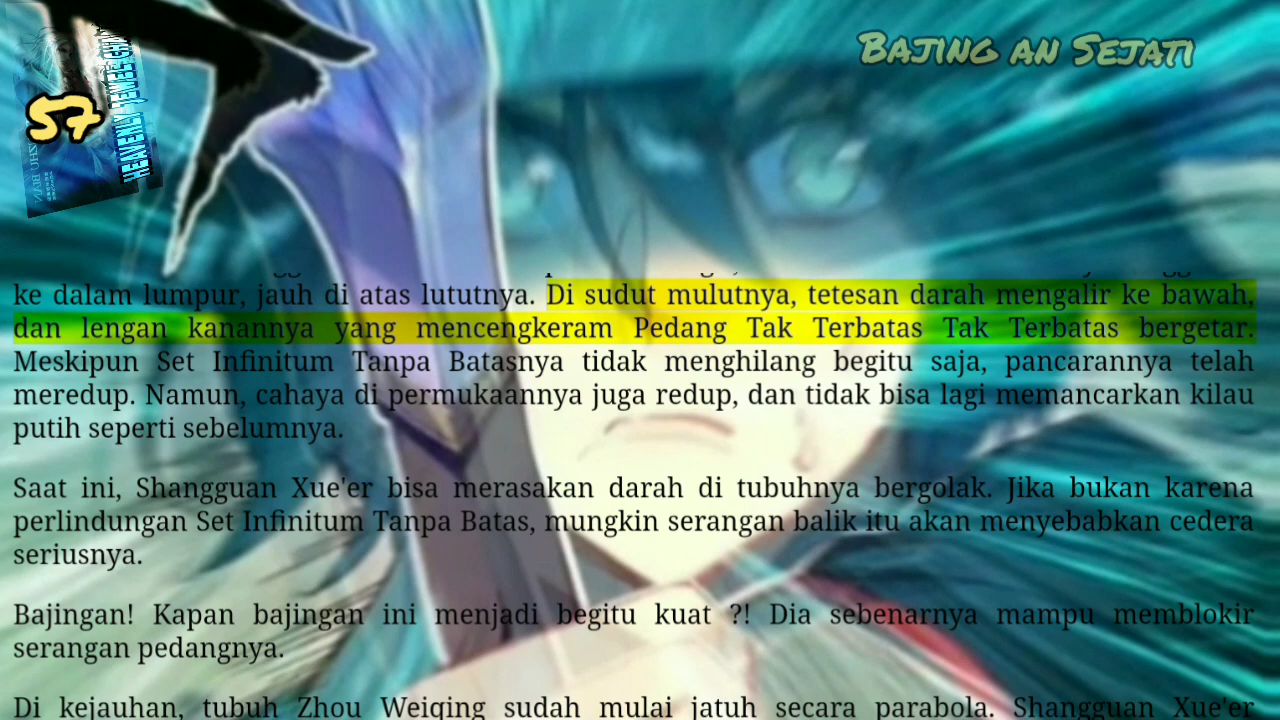 BAJING AN SEJATI
57
HEAVENLY JEWEL CHA
ke dalam lumpur, jauh di atas lututnya. Di sudut mulutnya, tetesan darah mengalir ke bawah,
dan lengan kanannya yang mencengkeram Pedang Tak Terbatas Tak Terbatas bergetar.
Meskipun Set Infinitum Tanpa Batasnya tidak menghilang begitu saja, pancarannya telah
meredup. Namun, cahaya di permukaannya juga redup, dan tidak bisa lagi memancarkan kilau
putih seperti sebelumnya.
Saat ini, Shangguan Xue'er bisa merasakan darah di tubuhnya bergolak. Jika bukan karena
perlindungan Set Infinitum Tanpa Batas, mungkin serangan balik itu akan menyebabkan cedera
seriusnya.
Bajingan! Kapan bajingan ini menjadi begitu kuat ?! Dia sebenarnya mampu memblokir
serangan pedangnya.
Di kejauhan, tubuh Zhou Weiqing sudah mulai jatuh secara parabola. Shangguan Xue'er